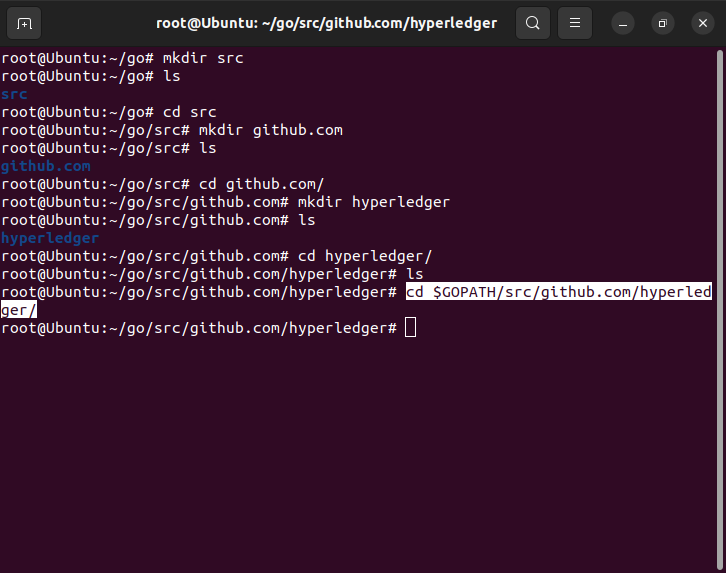 root@Ubuntu: ~/go/src/github.com/hyperledger
root@Ubuntu:~/go# mkdir src
root@Ubuntu:~/go# ls
src
root@Ubuntu:~/go# cd src
root@Ubuntu:~/go/src# mkdir github.com
root@Ubuntu:~/go/src# ls
github.com
root@Ubuntu:~/go/src# cd github.com/
root@Ubuntu:~/go/src/github.com# mkdir hyperledger
root@Ubuntu:~/go/src/github.com# ls
hyperledger
root@Ubuntu:~/go/src/github.com# cd hyperledger/
root@Ubuntu:~/go/src/github.com/hyperledger# ls
root@Ubuntu:~/go/src/github.com/hyperledger# cd $GOPATH/src/github.com/hyperled
ger/
root@Ubuntu:~/go/src/github.com/hyperledger#